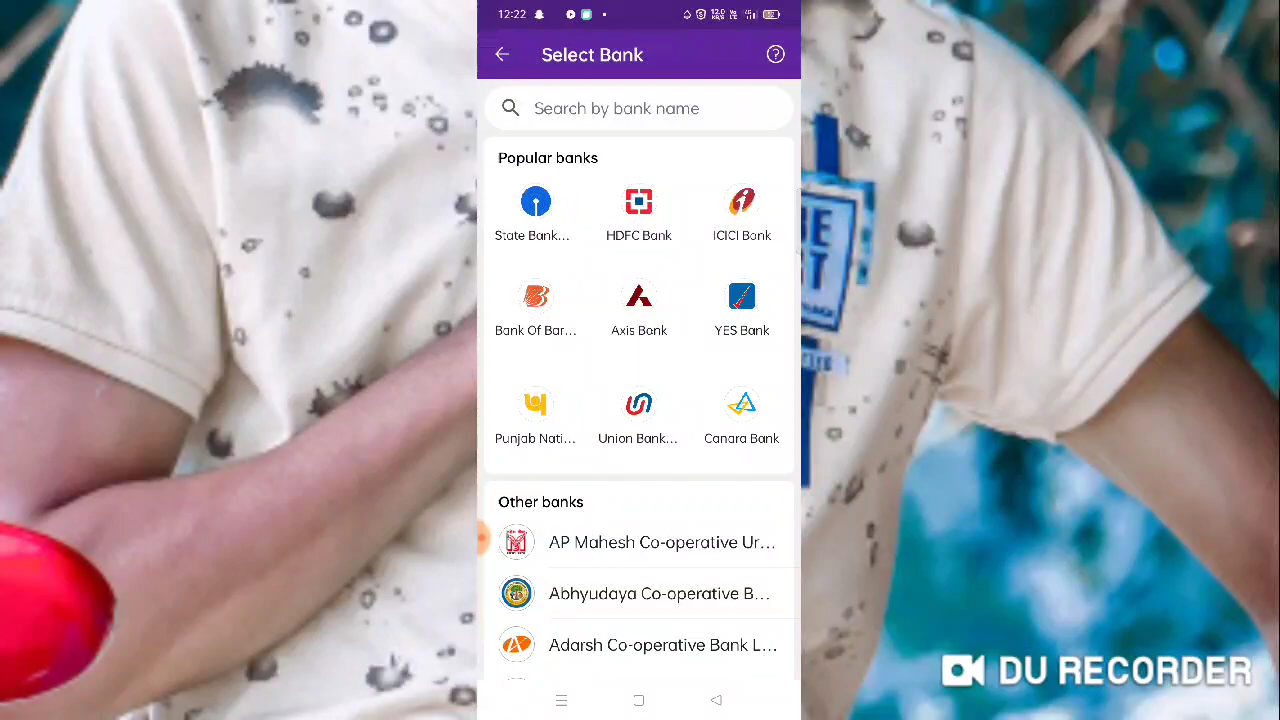 12:22
Select Bank
Search by bank name
Popular banks
State Bank...
HDFC Bank
ICICI Bank
Bank Of Bar...
Axis Bank
YES Bank
Punjab Nati...
Union Bank...
Canara Bank
Other banks
AP Mahesh Co-operative Ur...
Abhyudaya Co-operative B...
Adarsh Co-operative Bank L...
DU RECORDER